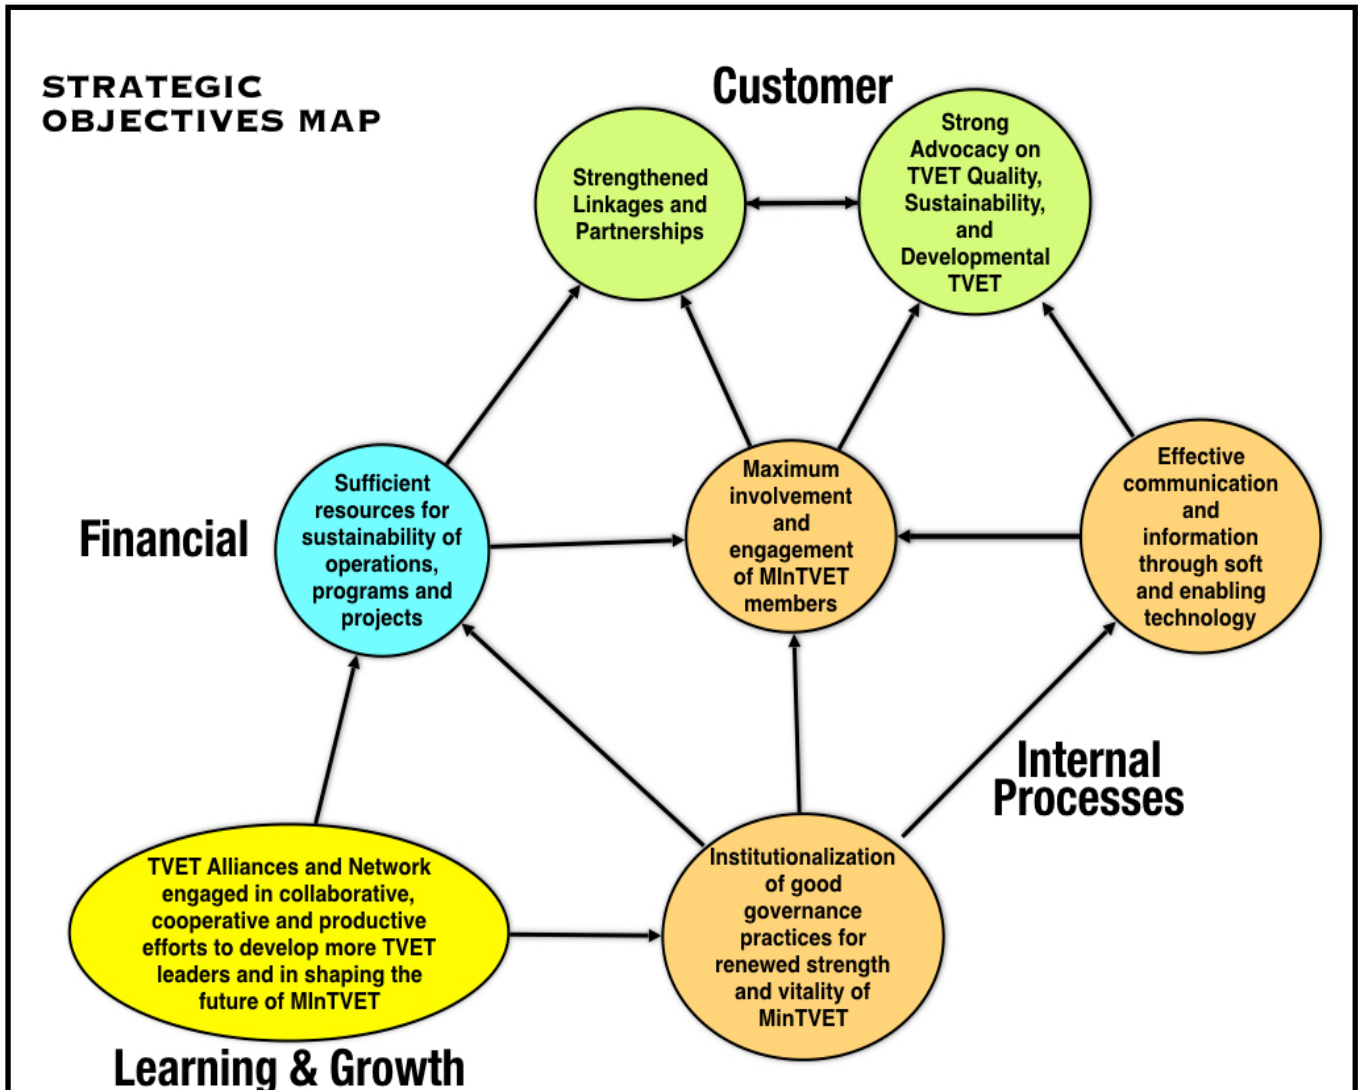 STRATEGIC
OBJECTIVES MAP
Customer
Strengthened
Linkages and
Partnerships
Strong
Advocacy on
TVET Quality,
Sustainability,
and
Developmental
TVET
Financial
Sufficient
resources for
sustainability of
operations,
programs and
projects
Maximum
involvement
and
engagement
of MInTVET
members
Effective
communication
and
information
through soft
and enabling
technology
Internal
Processes
TVET Alliances and Network
engaged in collaborative,
cooperative and productive
efforts to develop more TVET
leaders and in shaping the
future of MInTVET
Institutionalization
of good
governance
practices for
renewed strength
and vitality of
MinTVET
Learning & Growth